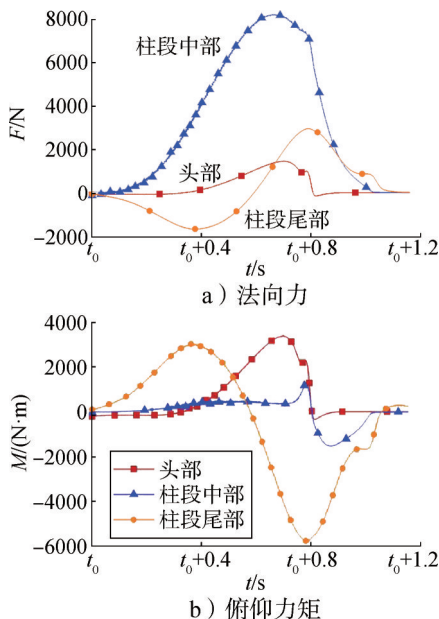 F/N
8000
6000
4000
2000
0
−2000
柱段中部
头部
柱段尾部
t₀ t₀+0.4 t₀+0.8 t₀+1.2
t/s
a）法向力
M/(N·m)
4000
2000
0
−2000
−4000
−6000
头部
柱段中部
柱段尾部
t₀ t₀+0.4 t₀+0.8 t₀+1.2
t/s
b）俯仰力矩